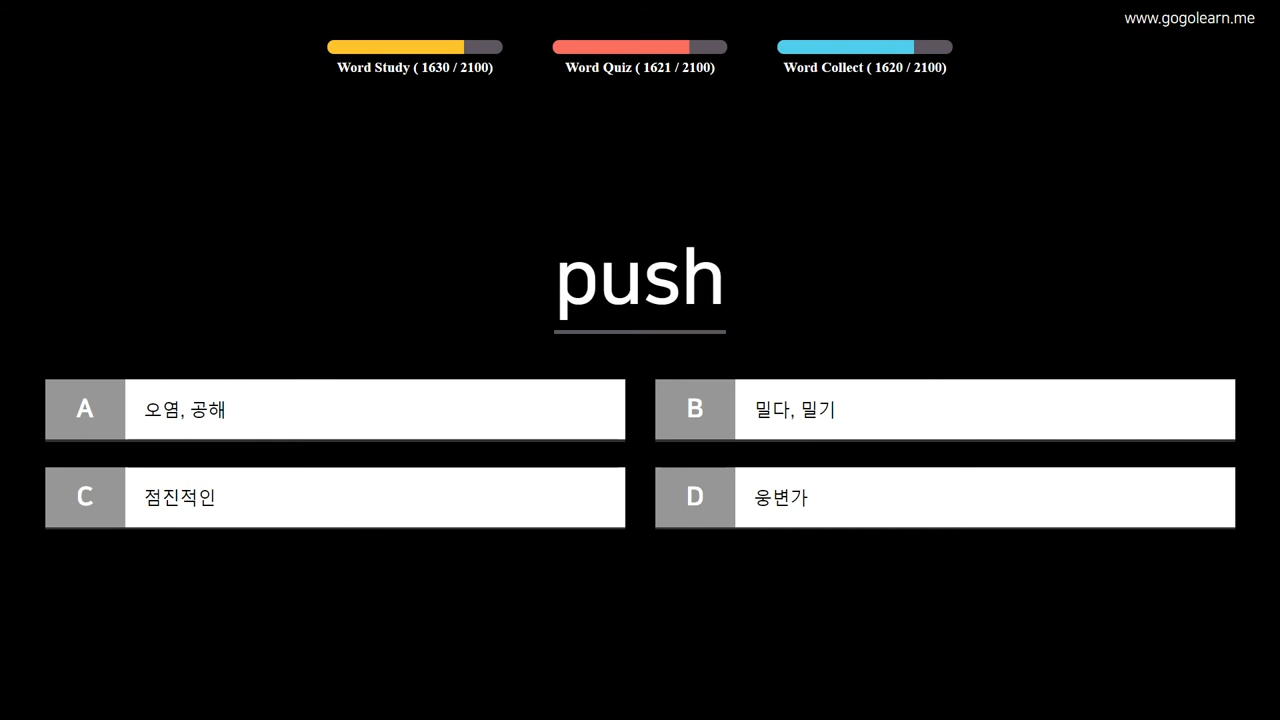 www.gogolearn.me
Word Study ( 1630 / 2100)
Word Quiz ( 1621 / 2100)
Word Collect ( 1620 / 2100)
push
A 오염, 공해
B 밀다, 밀기
C 점진적인
D 웅변가